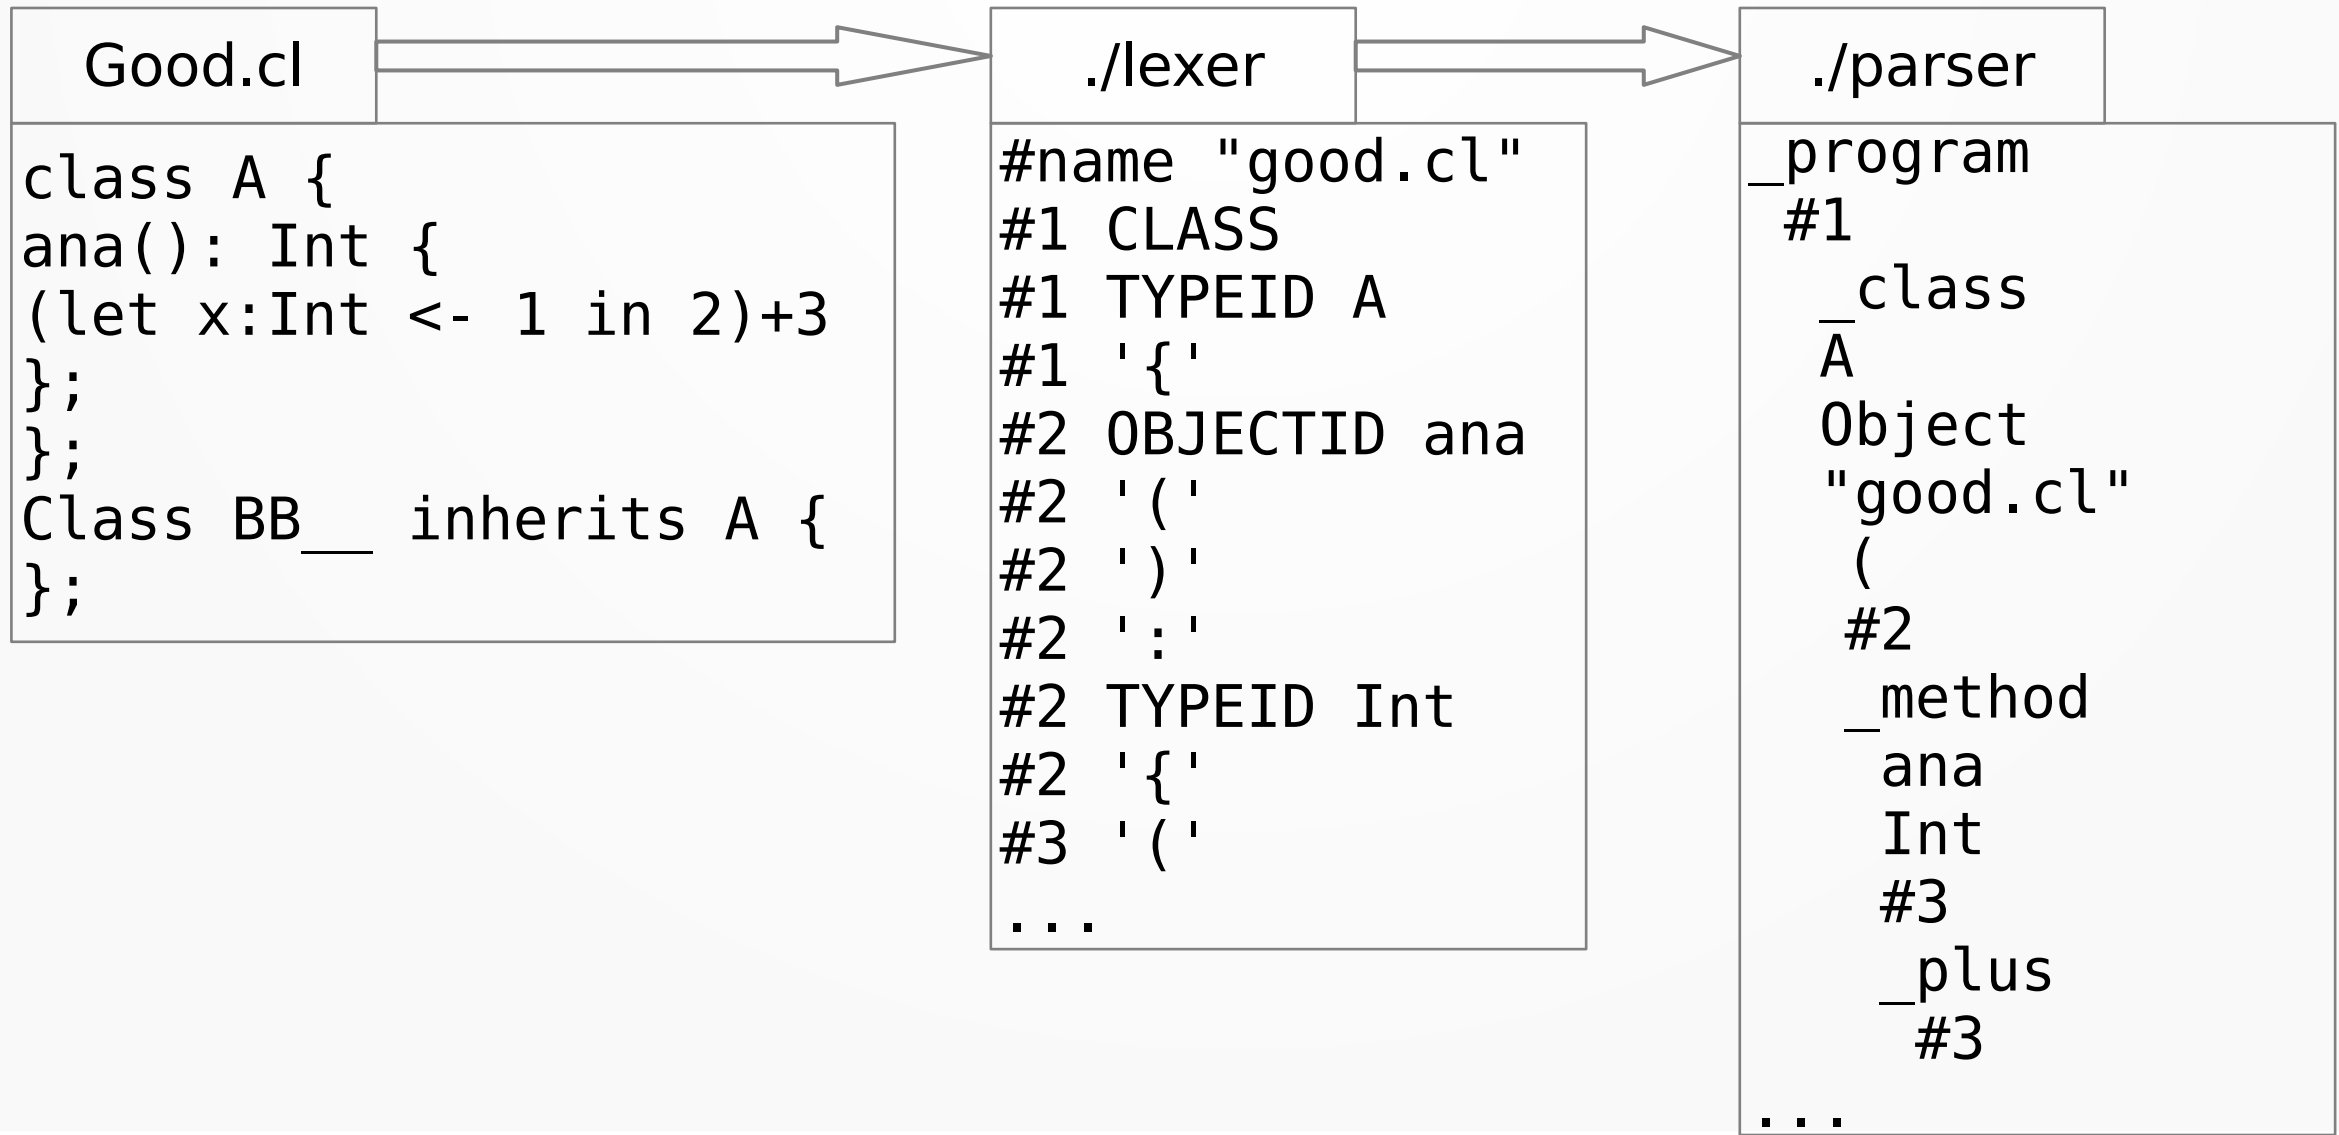 Good.cl
class A {
ana(): Int {
(let x:Int <- 1 in 2)+3
};
};
Class BB__ inherits A {
};
./lexer
#name "good.cl"
#1 CLASS
#1 TYPEID A
#1 '{'
#2 OBJECTID ana
#2 '('
#2 ')'
#2 ':'
#2 TYPEID Int
#2 '{'
#3 '('
...
./parser
_program
#1
_class
A
Object
"good.cl"
(
#2
_method
ana
Int
#3
_plus
#3
...